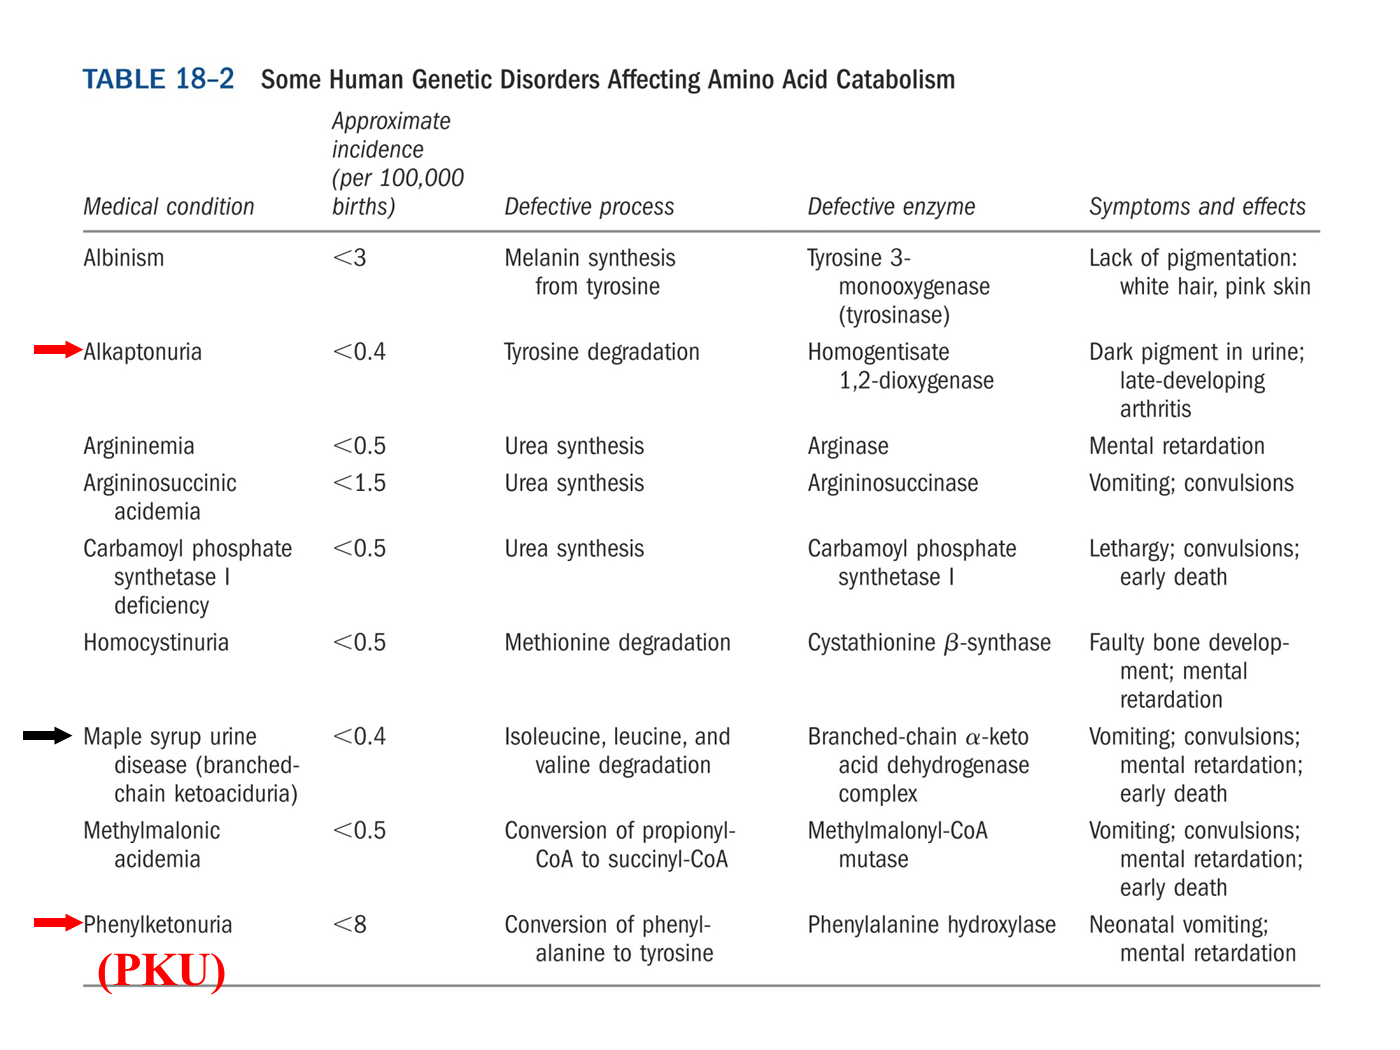 TABLE 18–2 Some Human Genetic Disorders Affecting Amino Acid Catabolism
Approximate
incidence
(per 100,000
Medical condition births) Defective process Defective enzyme Symptoms and effects
Albinism <3 Melanin synthesis Tyrosine 3- Lack of pigmentation:
from tyrosine monooxygenase white hair, pink skin
(tyrosinase)
Alkaptonuria <0.4 Tyrosine degradation Homogentisate Dark pigment in urine;
1,2-dioxygenase late-developing
arthritis
Argininemia <0.5 Urea synthesis Arginase Mental retardation
Argininosuccinic <1.5 Urea synthesis Argininosuccinase Vomiting; convulsions
acidemia
Carbamoyl phosphate <0.5 Urea synthesis Carbamoyl phosphate Lethargy; convulsions;
synthetase I synthetase I early death
deficiency
Homocystinuria <0.5 Methionine degradation Cystathionine β-synthase Faulty bone develop-
ment; mental
retardation
Maple syrup urine <0.4 Isoleucine, leucine, and Branched-chain α-keto Vomiting; convulsions;
disease (branched- valine degradation acid dehydrogenase mental retardation;
chain ketoaciduria) complex early death
Methylmalonic <0.5 Conversion of propionyl- Methylmalonyl-CoA Vomiting; convulsions;
acidemia CoA to succinyl-CoA mutase mental retardation;
early death
Phenylketonuria <8 Conversion of phenyl- Phenylalanine hydroxylase Neonatal vomiting;
alanine to tyrosine mental retardation
(PKU)